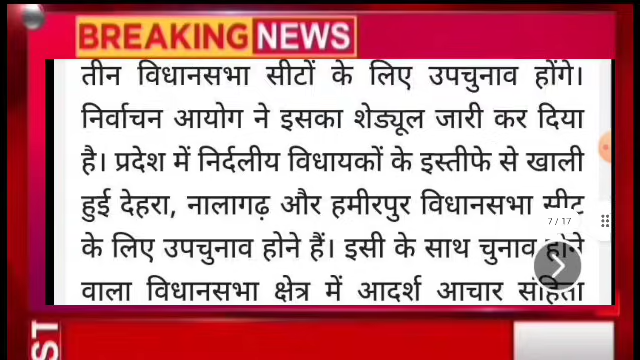 BREAKING NEWS
तीन विधानसभा सीटों के लिए उपचुनाव होंगे।
निर्वाचन आयोग ने इसका शेड्यूल जारी कर दिया
है। प्रदेश में निर्दलीय विधायकों के इस्तीफे से खाली
हुई देहरा, नालागढ़ और हमीरपुर विधानसभा सीट
7/17
के लिए उपचुनाव होने हैं। इसी के साथ चुनाव होने
वाला विधानसभा क्षेत्र में आदर्श आचार संहिता
ST